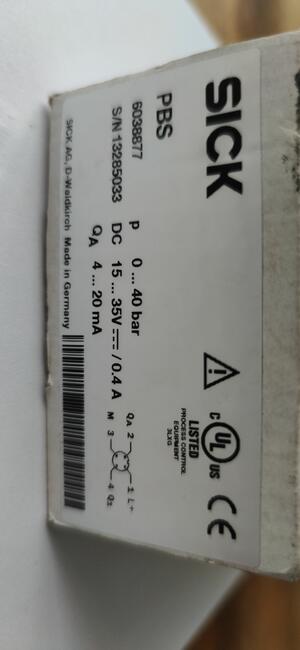 SICK
PBS
6038877
S/N 13285033
p 0 ... 40 bar
DC 15 ... 35V ⎓ / 0.4 A
QA 4 ... 20 mA
SICK AG, D-Waldkirch Made in Germany
C UL US
LISTED
PROCESS CONTROL
EQUIPMENT
3LXG
CE
QA 2 1 L+
M 3 4 Q1